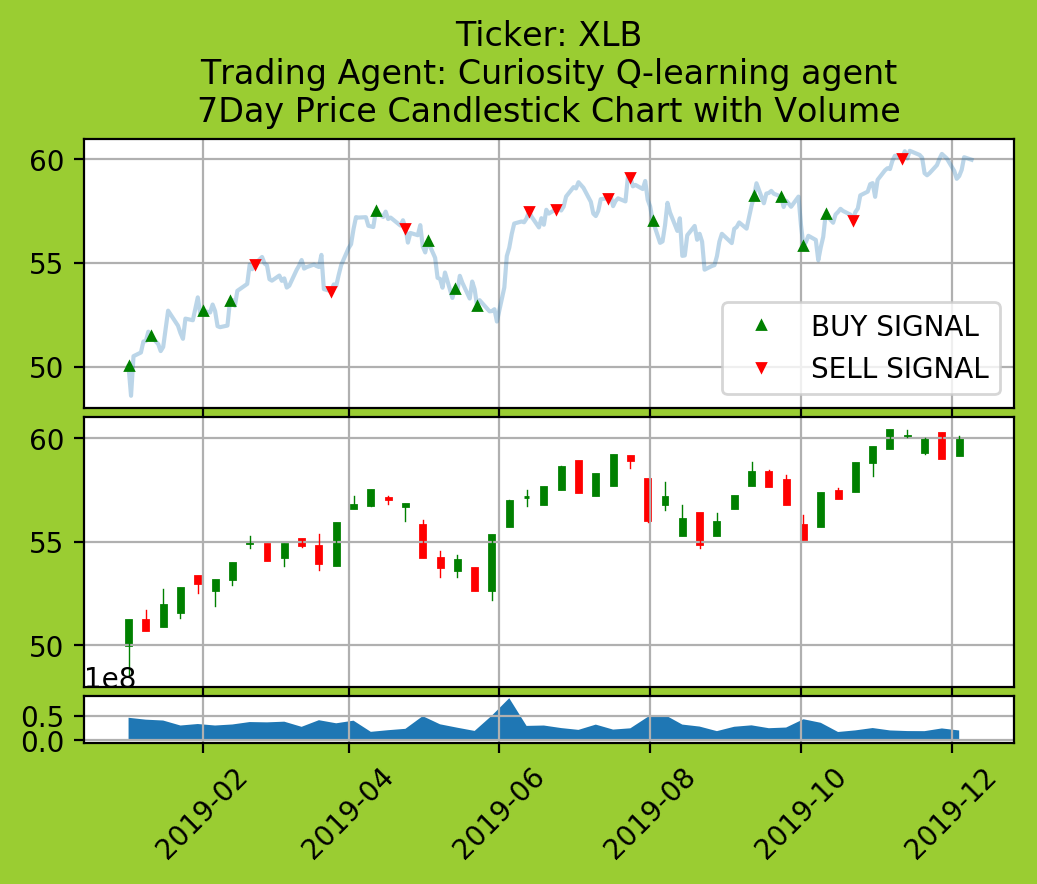 Ticker: XLB
Trading Agent: Curiosity Q-learning agent
7Day Price Candlestick Chart with Volume
60
55
50
BUY SIGNAL
SELL SIGNAL
60
55
50
1e8
0.5
0.0
2019-02
2019-04
2019-06
2019-08
2019-10
2019-12